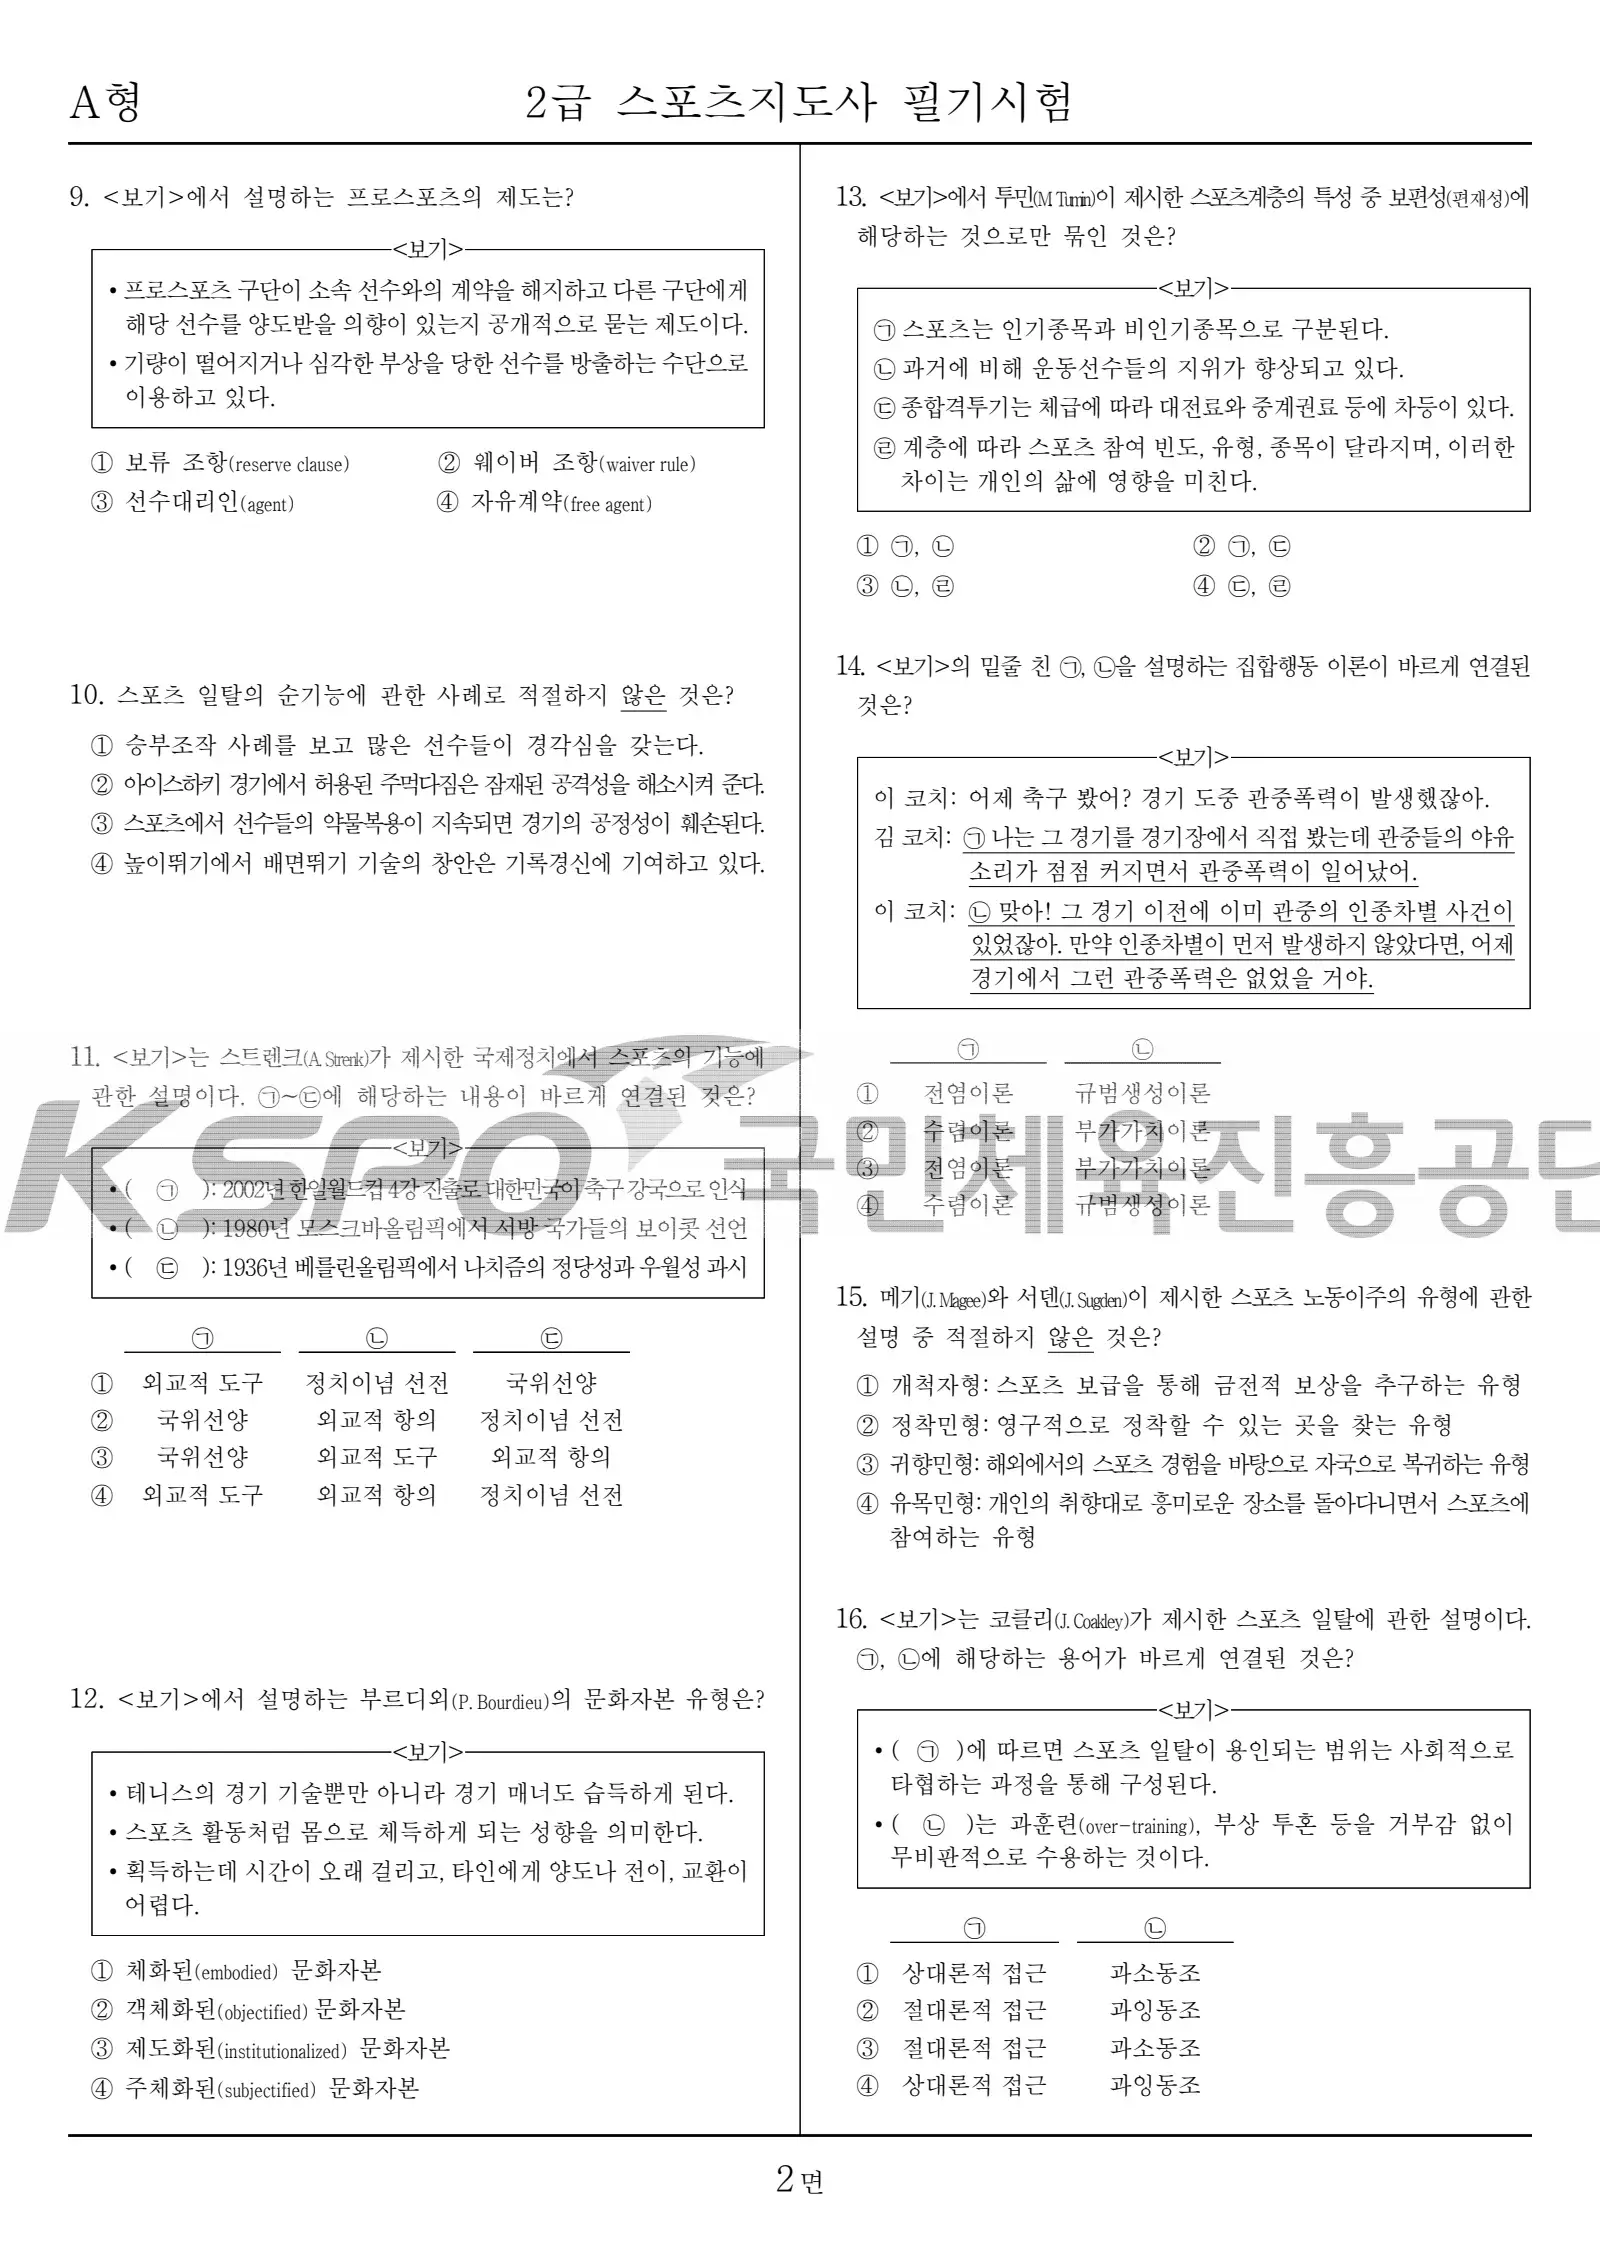 A형
2급 스포츠지도사 필기시험
9. <보기>에서 설명하는 프로스포츠의 제도는?
<보기>
• 프로스포츠 구단이 소속 선수와의 계약을 해지하고 다른 구단에게
해당 선수를 양도받을 의향이 있는지 공개적으로 묻는 제도이다.
• 기량이 떨어지거나 심각한 부상을 당한 선수를 방출하는 수단으로
이용하고 있다.
① 보류 조항(reserve clause) ② 웨이버 조항(waiver rule)
③ 선수대리인(agent) ④ 자유계약(free agent)
10. 스포츠 일탈의 순기능에 관한 사례로 적절하지 않은 것은?
① 승부조작 사례를 보고 많은 선수들이 경각심을 갖는다.
② 아이스하키 경기에서 허용된 주먹다짐은 잠재된 공격성을 해소시켜 준다.
③ 스포츠에서 선수들의 약물복용이 지속되면 경기의 공정성이 훼손된다.
④ 높이뛰기에서 배면뛰기 기술의 창안은 기록경신에 기여하고 있다.
11. <보기>는 스트렌크(A. Strenk)가 제시한 국제정치에서 스포츠의 기능에
관한 설명이다. ㉠~㉢에 해당하는 내용이 바르게 연결된 것은?
<보기>
• ( ㉠ ): 2002년 한일월드컵 4강 진출로 대한민국이 축구 강국으로 인식
• ( ㉡ ): 1980년 모스크바올림픽에서 서방 국가들의 보이콧 선언
• ( ㉢ ): 1936년 베를린올림픽에서 나치즘의 정당성과 우월성 과시
㉠ ㉡ ㉢
① 외교적 도구 정치이념 선전 국위선양
② 국위선양 외교적 항의 정치이념 선전
③ 국위선양 외교적 도구 외교적 항의
④ 외교적 도구 외교적 항의 정치이념 선전
12. <보기>에서 설명하는 부르디외(P. Bourdieu)의 문화자본 유형은?
<보기>
• 테니스의 경기 기술뿐만 아니라 경기 매너도 습득하게 된다.
• 스포츠 활동처럼 몸으로 체득하게 되는 성향을 의미한다.
• 획득하는데 시간이 오래 걸리고, 타인에게 양도나 전이, 교환이
어렵다.
① 체화된(embodied) 문화자본
② 객체화된(objectified) 문화자본
③ 제도화된(institutionalized) 문화자본
④ 주체화된(subjectified) 문화자본
13. <보기>에서 투민(M. Tumin)이 제시한 스포츠계층의 특성 중 보편성(편재성)에
해당하는 것으로만 묶인 것은?
<보기>
㉠ 스포츠는 인기종목과 비인기종목으로 구분된다.
㉡ 과거에 비해 운동선수들의 지위가 향상되고 있다.
㉢ 종합격투기는 체급에 따라 대전료와 중계권료 등에 차등이 있다.
㉣ 계층에 따라 스포츠 참여 빈도, 유형, 종목이 달라지며, 이러한
차이는 개인의 삶에 영향을 미친다.
① ㉠, ㉡ ② ㉠, ㉢
③ ㉡, ㉣ ④ ㉢, ㉣
14. <보기>의 밑줄 친 ㉠, ㉡을 설명하는 집합행동 이론이 바르게 연결된
것은?
<보기>
이 코치: 어제 축구 봤어? 경기 도중 관중폭력이 발생했잖아.
김 코치: ㉠ 나는 그 경기를 경기장에서 직접 봤는데 관중들의 야유
소리가 점점 커지면서 관중폭력이 일어났어.
이 코치: ㉡ 맞아! 그 경기 이전에 이미 관중의 인종차별 사건이
있었잖아. 만약 인종차별이 먼저 발생하지 않았다면, 어제
경기에서 그런 관중폭력은 없었을 거야.
㉠ ㉡
① 전염이론 규범생성이론
② 수렴이론 부가가치이론
③ 전염이론 부가가치이론
④ 수렴이론 규범생성이론
15. 메기(J. Magee)와 서덴(J. Sugden)이 제시한 스포츠 노동이주의 유형에 관한
설명 중 적절하지 않은 것은?
① 개척자형: 스포츠 보급을 통해 금전적 보상을 추구하는 유형
② 정착민형: 영구적으로 정착할 수 있는 곳을 찾는 유형
③ 귀향민형: 해외에서의 스포츠 경험을 바탕으로 자국으로 복귀하는 유형
④ 유목민형: 개인의 취향대로 흥미로운 장소를 돌아다니면서 스포츠에
참여하는 유형
16. <보기>는 코클리(J. Coakley)가 제시한 스포츠 일탈에 관한 설명이다.
㉠, ㉡에 해당하는 용어가 바르게 연결된 것은?
<보기>
• ( ㉠ )에 따르면 스포츠 일탈이 용인되는 범위는 사회적으로
타협하는 과정을 통해 구성된다.
• ( ㉡ )는 과훈련(over-training), 부상 투혼 등을 거부감 없이
무비판적으로 수용하는 것이다.
㉠ ㉡
① 상대론적 접근 과소동조
② 절대론적 접근 과잉동조
③ 절대론적 접근 과소동조
④ 상대론적 접근 과잉동조
KSPO 국민체육진흥공단
2면